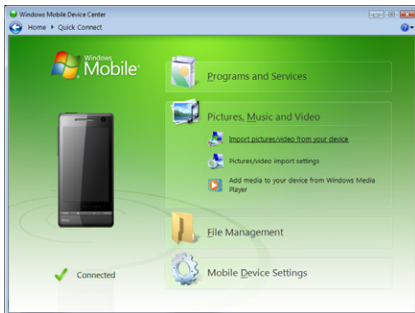 Windows Mobile Device Center
Home ▸ Quick Connect
Windows
Mobile®
Programs and Services
Pictures, Music and Video
Import pictures/video from your device
Pictures/video import settings
Add media to your device from Windows Media
Player
File Management
Mobile Device Settings
Connected